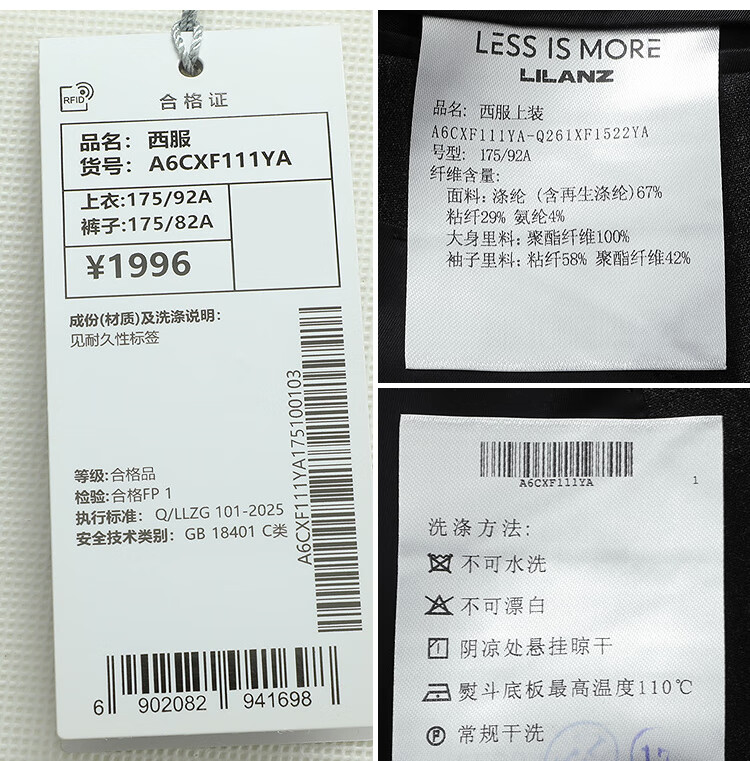 RFID
合格证
品名: 西服
货号: A6CXF111YA
上衣:175/92A
裤子:175/82A
¥1996
成份(材质)及洗涤说明:
见耐久性标签
等级:合格品
检验:合格FP 1
执行标准: Q/LLZG 101-2025
安全技术类别: GB 18401 C类
A6CXF111YA175100103
6 902082 941698
LESS IS MORE
LILANZ
品名: 西服上装
A6CXF111YA-Q261XF1522YA
号型: 175/92A
纤维含量:
面料:涤纶 (含再生涤纶)67%
粘纤29% 氨纶4%
大身里料:聚酯纤维100%
袖子里料:粘纤58% 聚酯纤维42%
A6CXF111YA
1
洗涤方法:
不可水洗
不可漂白
阴凉处悬挂晾干
熨斗底板最高温度110℃
P 常规干洗